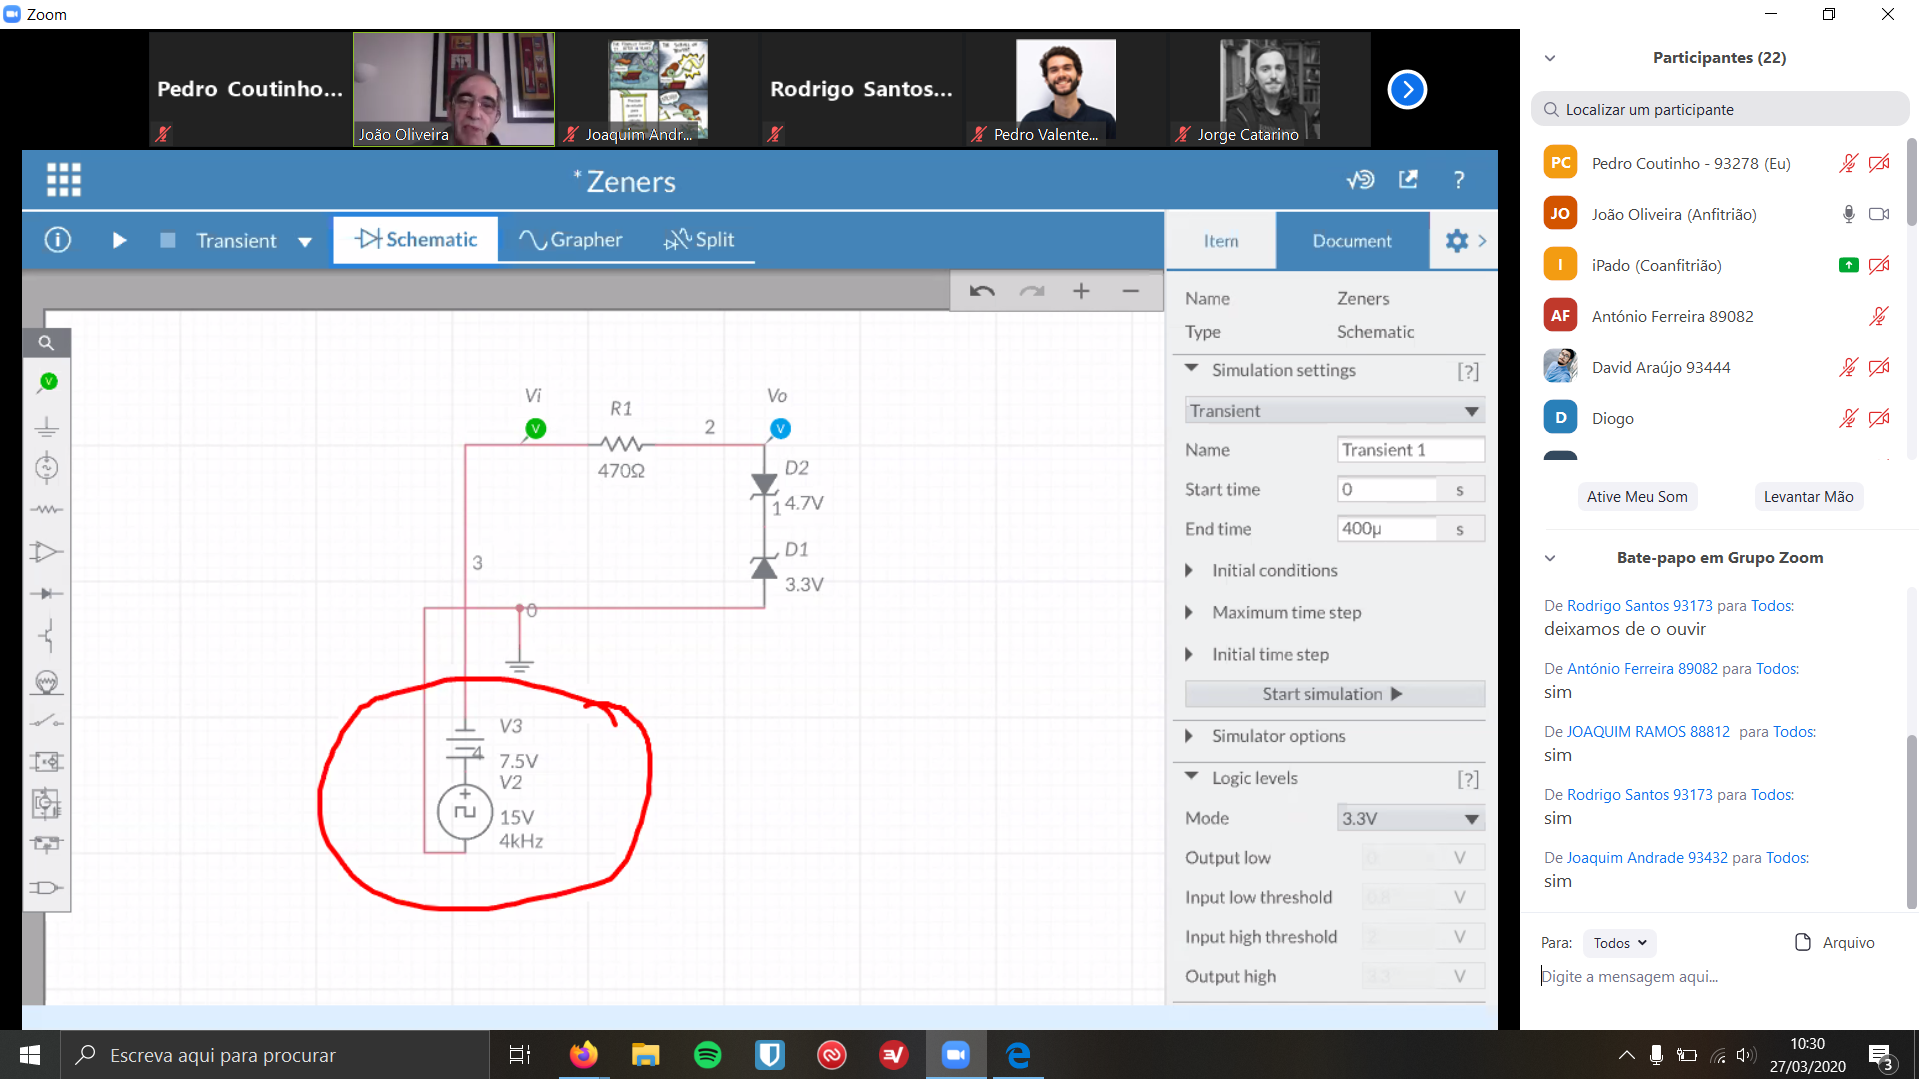 Zoom
Pedro Coutinho...
João Oliveira
Joaquim Andr...
Rodrigo Santos...
Pedro Valente...
Jorge Catarino
* Zeners
?
Transient
Schematic
Grapher
Split
Item
Document
Name
Zeners
Type
Schematic
Simulation settings
[?]
Transient
Name
Transient 1
Start time
0
s
End time
400µ
s
Initial conditions
Maximum time step
Initial time step
Start simulation
Simulator options
Logic levels
[?]
Mode
3.3V
Output low
0
V
Input low threshold
0.8
V
Input high threshold
2
V
Output high
3.3
V
V
Vi
V
R1
470Ω
2
Vo
V
D2
4.7V
1
D1
3.3V
3
0
V3
4
7.5V
V2
15V
4kHz
Participantes (22)
Localizar um participante
PC
Pedro Coutinho - 93278 (Eu)
JO
João Oliveira (Anfitrião)
I
iPado (Coanfitrião)
AF
António Ferreira 89082
David Araújo 93444
D
Diogo
Ative Meu Som
Levantar Mão
Bate-papo em Grupo Zoom
De Rodrigo Santos 93173 para Todos:
deixamos de o ouvir
De António Ferreira 89082 para Todos:
sim
De JOAQUIM RAMOS 88812 para Todos:
sim
De Rodrigo Santos 93173 para Todos:
sim
De Joaquim Andrade 93432 para Todos:
sim
Para:
Todos
Arquivo
Digite a mensagem aqui...
Escreva aqui para procurar
10:30
27/03/2020
3